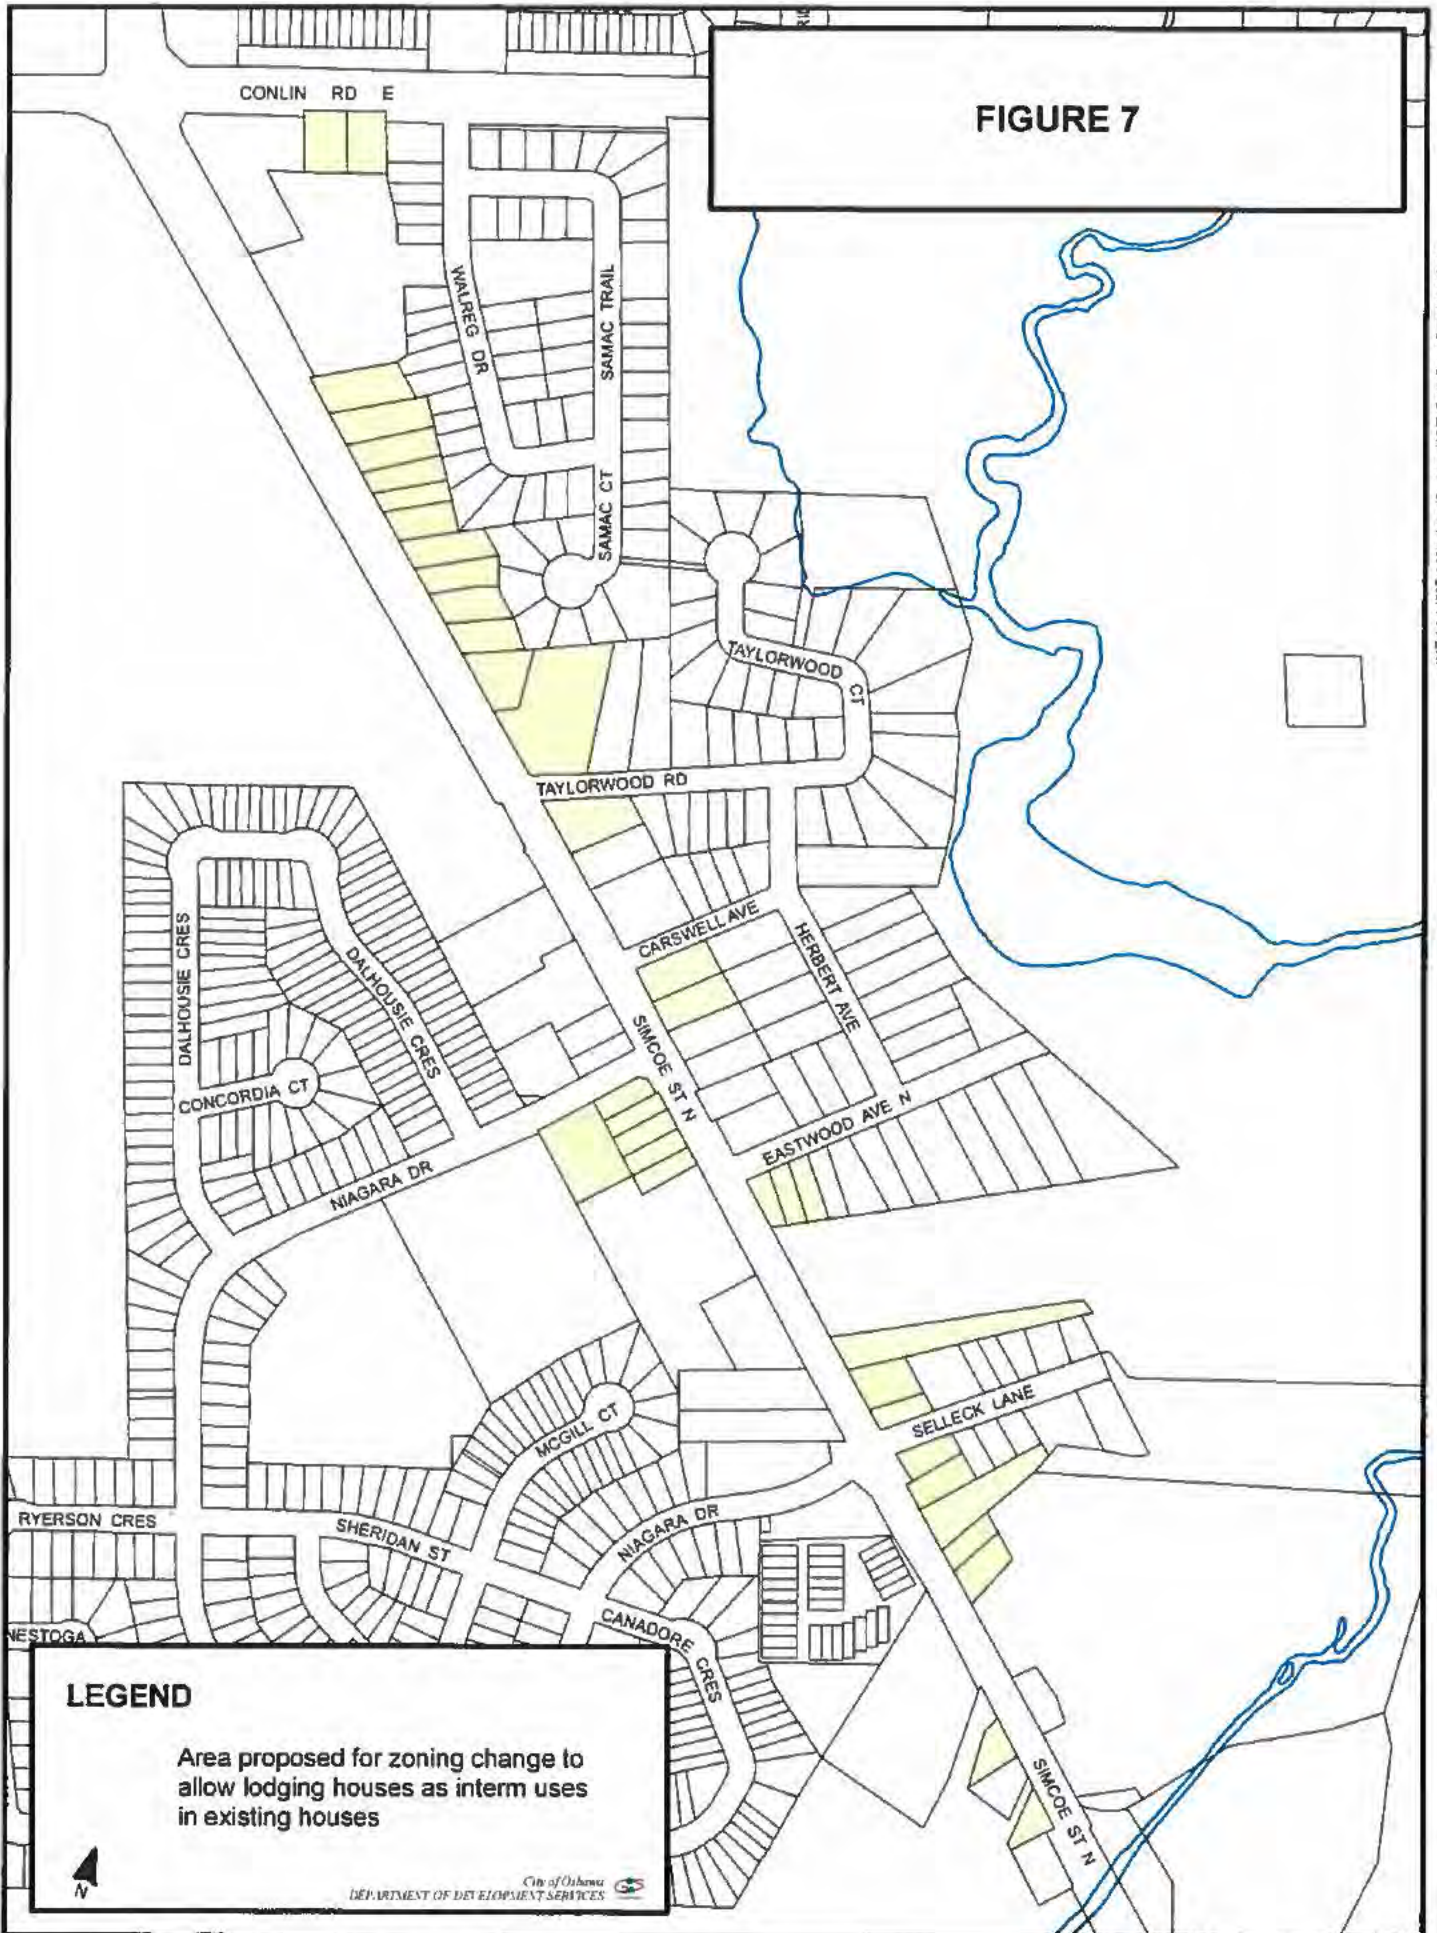 CONLIN RD E
FIGURE 7
WALREG DR
SAMAC TRAIL
SAMAC CT
TAYLORWOOD CT
TAYLORWOOD RD
DALHOUSIE CRES
DALHOUSIE CRES
CARSWELL AVE
HERBERT AVE
SIMCOE ST N
CONCORDIA CT
EASTWOOD AVE N
NIAGARA DR
SELLECK LANE
MCGILL CT
RYERSON CRES
SHERIDAN ST
NIAGARA DR
CANADORE CRES
NESTOGA
SIMCOE ST N
LEGEND
Area proposed for zoning change to
allow lodging houses as interm uses
in existing houses
N
City of Oshawa
DEPARTMENT OF DEVELOPMENT SERVICES